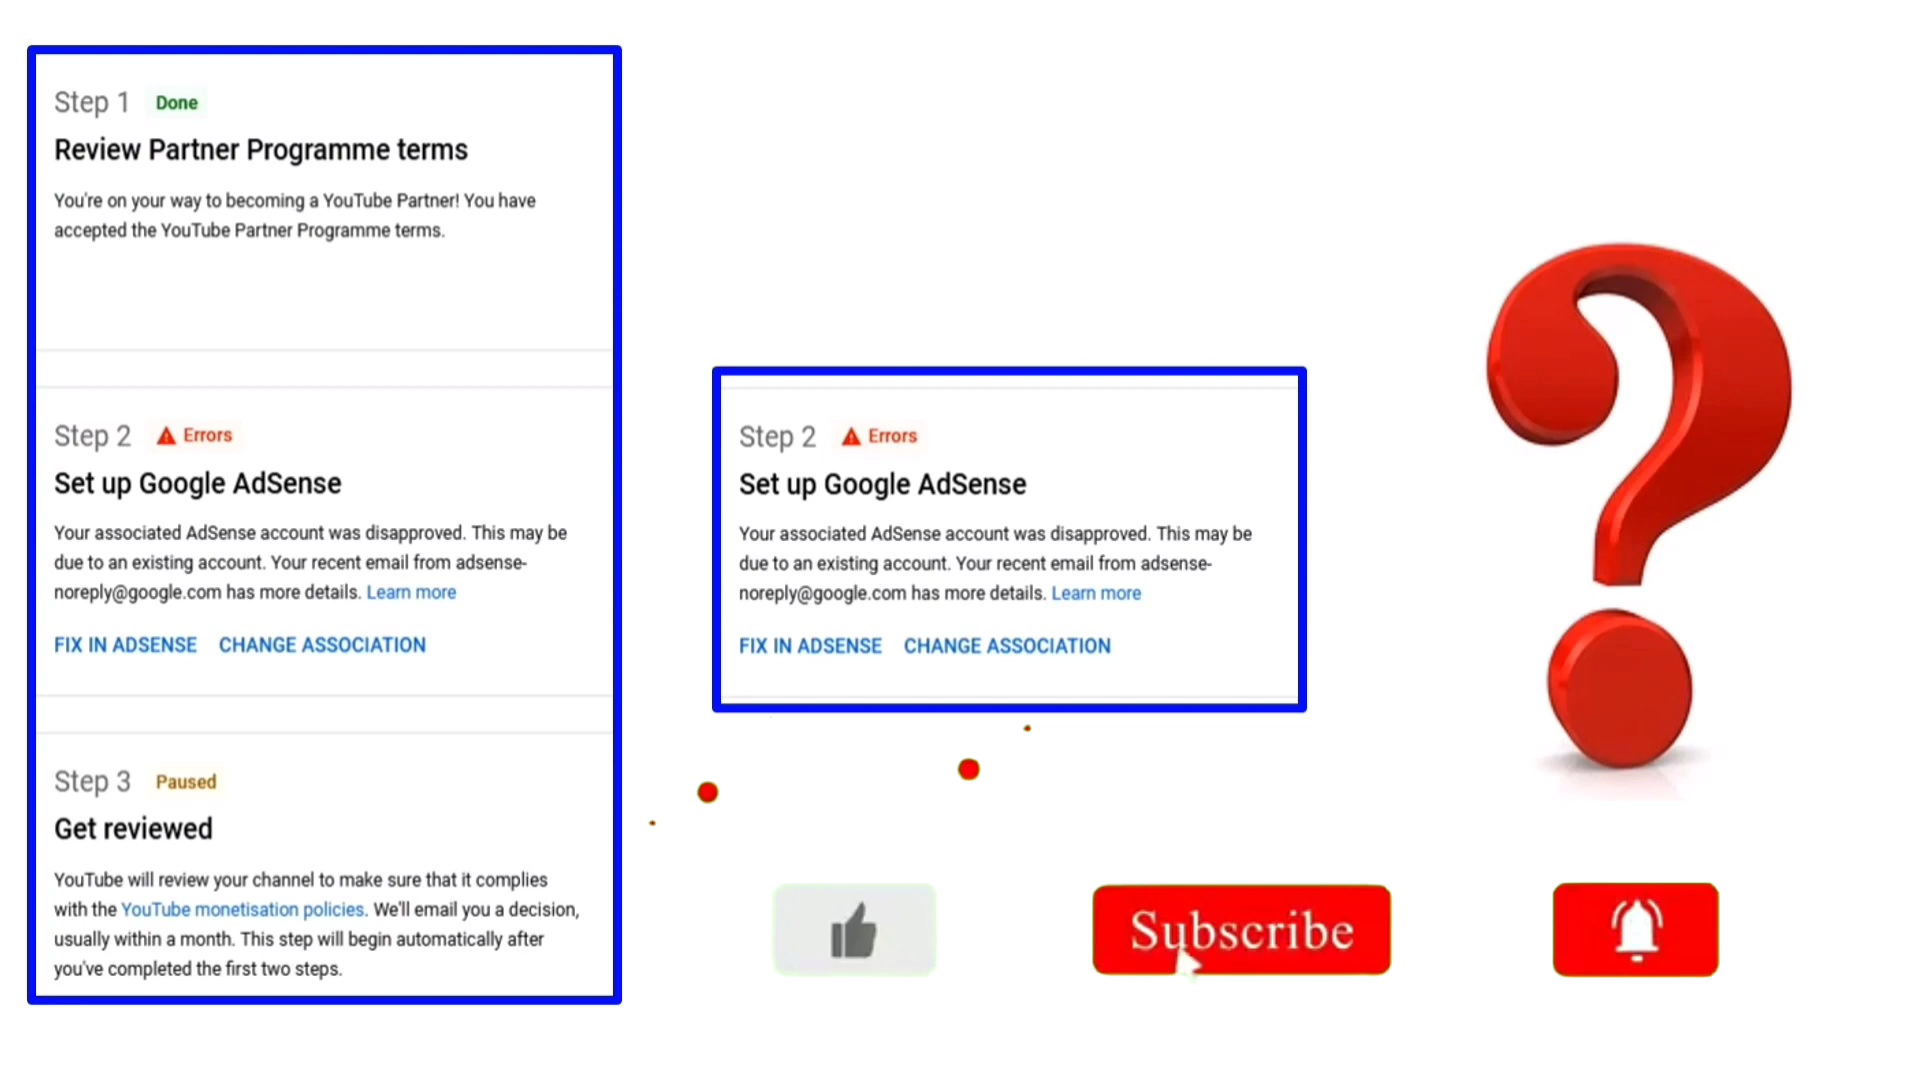 Step 1 Done
Review Partner Programme terms
You're on your way to becoming a YouTube Partner! You have
accepted the YouTube Partner Programme terms.
Step 2 Errors
Set up Google AdSense
Your associated AdSense account was disapproved. This may be
due to an existing account. Your recent email from adsense-
noreply@google.com has more details. Learn more
FIX IN ADSENSE CHANGE ASSOCIATION
Step 3 Paused
Get reviewed
YouTube will review your channel to make sure that it complies
with the YouTube monetisation policies. We'll email you a decision,
usually within a month. This step will begin automatically after
you've completed the first two steps.
Step 2 Errors
Set up Google AdSense
Your associated AdSense account was disapproved. This may be
due to an existing account. Your recent email from adsense-
noreply@google.com has more details. Learn more
FIX IN ADSENSE CHANGE ASSOCIATION
?
Subscribe